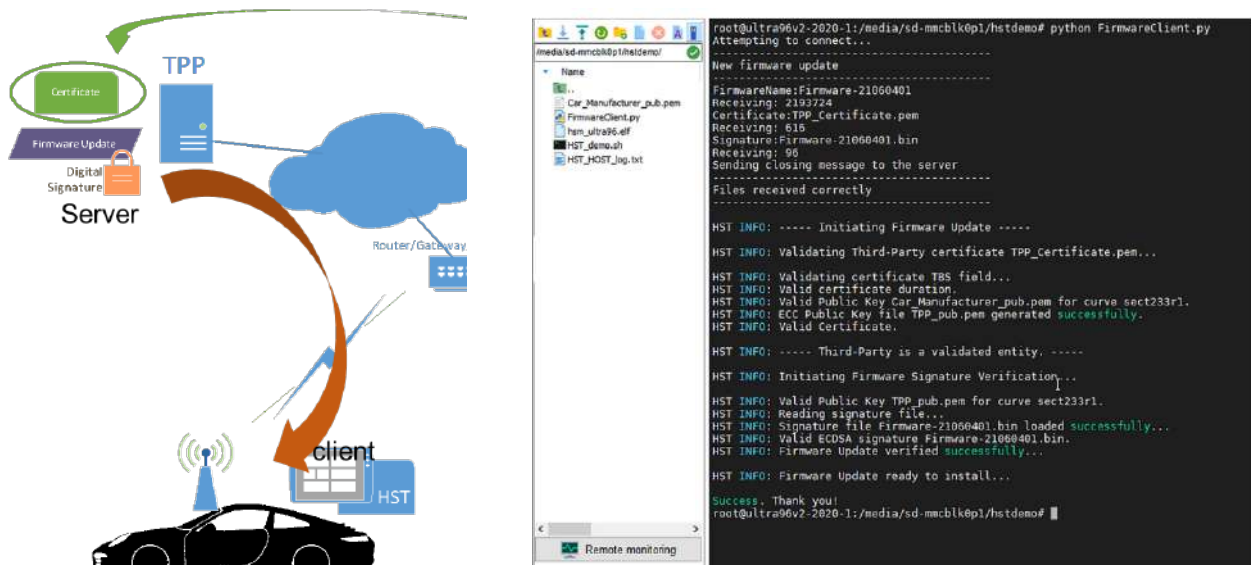 TPP
Certificate
Firmware Update
Digital
Signature
Server
Router/Gateway
client
HST
/media/sd-mmcblk0p1/hstdemo/
Name
..
Car_Manufacturer_pub.pem
FirmwareClient.py
hsm_ultra96.elf
HST_demo.sh
HST_HOST_log.txt
Remote monitoring
root@ultra96v2-2020-1:/media/sd-mmcblk0p1/hstdemo# python FirmwareClient.py
Attempting to connect...
----------------------------------------
New firmware update
----------------------------------------
FirmwareName:Firmware-21060401
Receiving: 2193724
Certificate:TPP_Certificate.pem
Receiving: 616
Signature:Firmware-21060401.bin
Receiving: 96
Sending closing message to the server
----------------------------------------
Files received correctly
----------------------------------------
HST INFO: ----- Initiating Firmware Update -----
HST INFO: Validating Third-Party certificate TPP_Certificate.pem...
HST INFO: Validating certificate TBS field...
HST INFO: Valid certificate duration.
HST INFO: Valid Public Key Car_Manufacturer_pub.pem for curve sect233r1.
HST INFO: ECC Public Key file TPP_pub.pem generated successfully.
HST INFO: Valid Certificate.
HST INFO: ----- Third-Party is a validated entity. -----
HST INFO: Initiating Firmware Signature Verification...
HST INFO: Valid Public Key TPP_pub.pem for curve sect233r1.
HST INFO: Reading signature file...
HST INFO: Signature file Firmware-21060401.bin loaded successfully...
HST INFO: Valid ECDSA signature Firmware-21060401.bin.
HST INFO: Firmware Update verified successfully...
HST INFO: Firmware Update ready to install...
Success. Thank you!
root@ultra96v2-2020-1:/media/sd-mmcblk0p1/hstdemo#